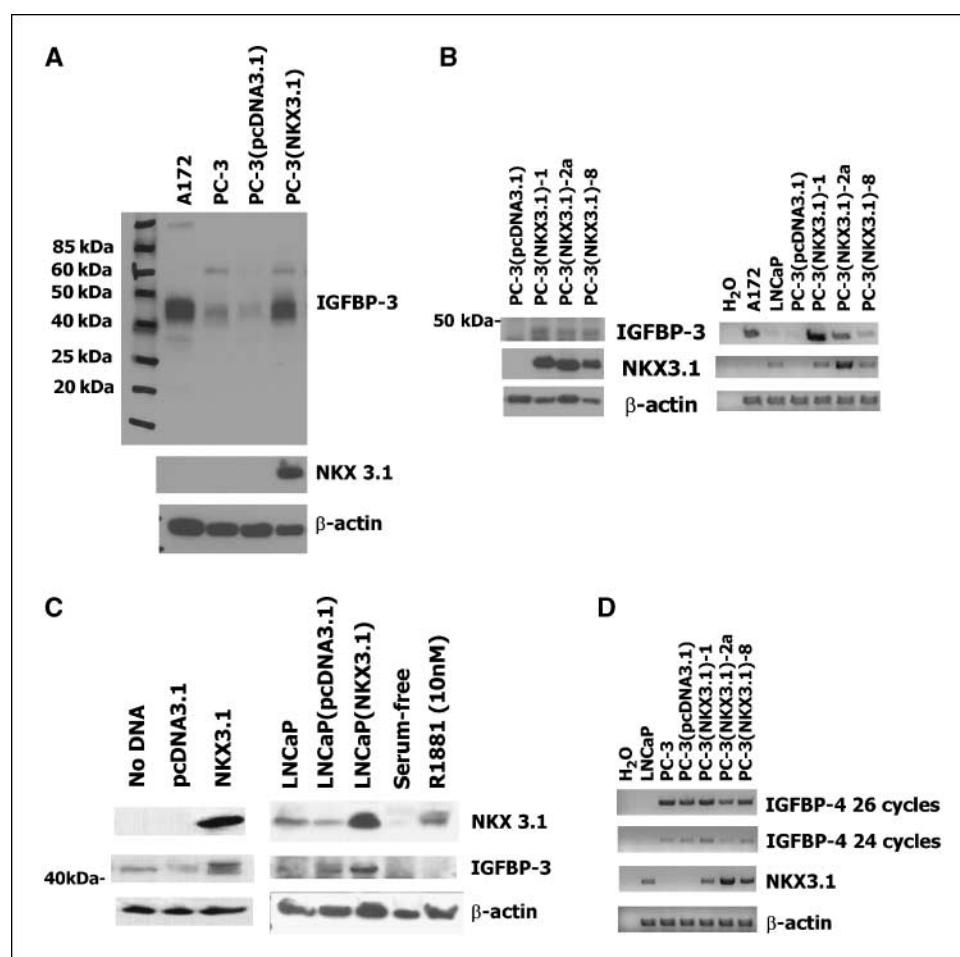 A
A172
PC-3
PC-3(pcDNA3.1)
PC-3(NKX3.1)
85 kDa
60 kDa
50 kDa
40 kDa
25 kDa
20 kDa
IGFBP-3
NKX 3.1
β-actin
B
PC-3(pcDNA3.1)
PC-3(NKX3.1)-1
PC-3(NKX3.1)-2a
PC-3(NKX3.1)-8
50 kDa-
H2O
A172
LNCaP
PC-3(pcDNA3.1)
PC-3(NKX3.1)-1
PC-3(NKX3.1)-2a
PC-3(NKX3.1)-8
IGFBP-3
NKX3.1
β-actin
C
No DNA
pcDNA3.1
NKX3.1
LNCaP
LNCaP(pcDNA3.1)
LNCaP(NKX3.1)
Serum-free
R1881 (10nM)
NKX 3.1
40kDa-
IGFBP-3
β-actin
D
H2O
LNCaP
PC-3
PC-3(pcDNA3.1)
PC-3(NKX3.1)-1
PC-3(NKX3.1)-2a
PC-3(NKX3.1)-8
IGFBP-4 26 cycles
IGFBP-4 24 cycles
NKX3.1
β-actin